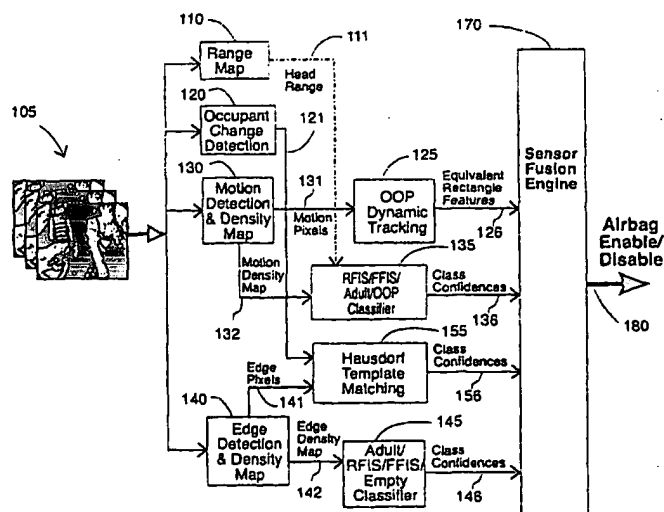 110
Range
Map
111
Head
Range
170
105
120
Occupant
Change
Detection
121
130
Motion
Detection
& Density
Map
131
Motion
Pixels
125
OOP
Dynamic
Tracking
Equivalent
Rectangle
Features
126
Sensor
Fusion
Engine
Airbag
Enable/
Disable
180
Motion
Density
Map
132
135
RFIS/FFIS/
Adult/OOP
Classifier
Class
Confidences
136
155
Hausdorf
Template
Matching
Class
Confidences
156
Edge
Pixels
141
140
Edge
Detection
& Density
Map
Edge
Density
Map
142
145
Adult/
RFIS/FFIS/
Empty
Classifier
Class
Confidences
146